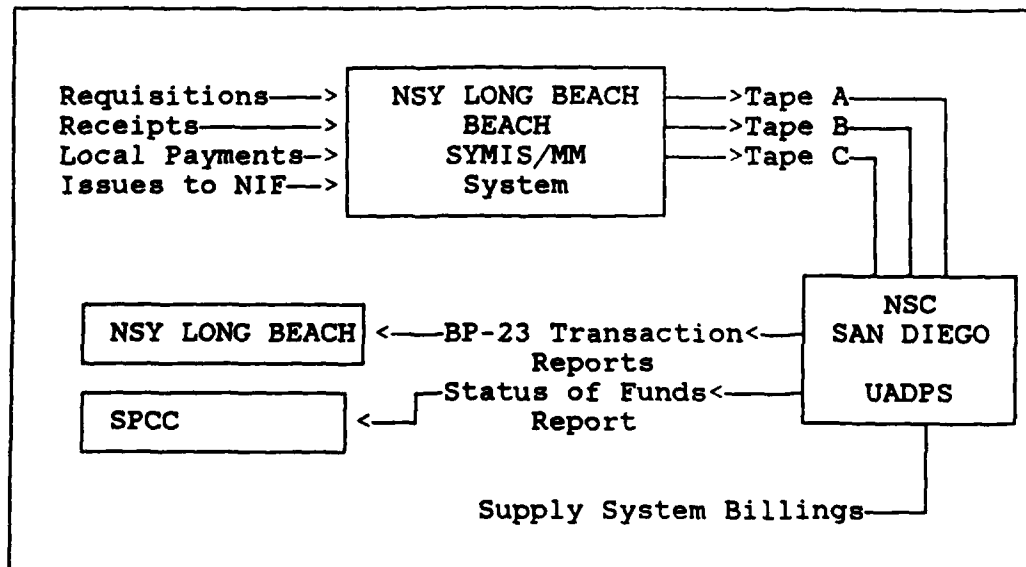 Requisitions——> NSY LONG BEACH ——>Tape A
Receipts——> BEACH ——>Tape B
Local Payments—> SYMIS/MM ——>Tape C
Issues to NIF—> System
NSC
NSY LONG BEACH <——BP-23 Transaction<—— SAN DIEGO
Reports
Status of Funds<—— UADPS
SPCC <—— Report
Supply System Billings